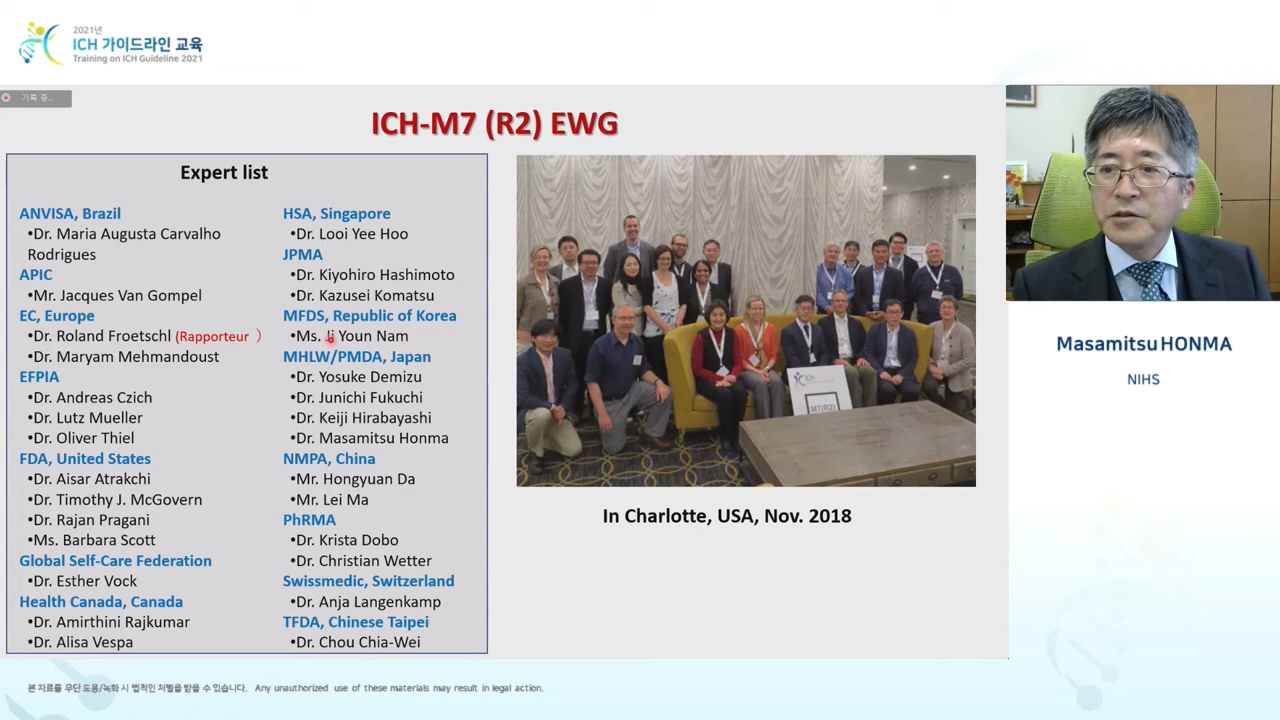 2021년
ICH 가이드라인 교육
Training on ICH Guideline 2021
기록 중...
ICH-M7 (R2) EWG
Expert list
ANVISA, Brazil
•Dr. Maria Augusta Carvalho
Rodrigues
APIC
•Mr. Jacques Van Gompel
EC, Europe
•Dr. Roland Froetschl (Rapporteur )
•Dr. Maryam Mehmandoust
EFPIA
•Dr. Andreas Czich
•Dr. Lutz Mueller
•Dr. Oliver Thiel
FDA, United States
•Dr. Aisar Atrakchi
•Dr. Timothy J. McGovern
•Dr. Rajan Pragani
•Ms. Barbara Scott
Global Self-Care Federation
•Dr. Esther Vock
Health Canada, Canada
•Dr. Amirthini Rajkumar
•Dr. Alisa Vespa
HSA, Singapore
•Dr. Looi Yee Hoo
JPMA
•Dr. Kiyohiro Hashimoto
•Dr. Kazusei Komatsu
MFDS, Republic of Korea
•Ms. Ji Youn Nam
MHLW/PMDA, Japan
•Dr. Yosuke Demizu
•Dr. Junichi Fukuchi
•Dr. Keiji Hirabayashi
•Dr. Masamitsu Honma
NMPA, China
•Mr. Hongyuan Da
•Mr. Lei Ma
PhRMA
•Dr. Krista Dobo
•Dr. Christian Wetter
Swissmedic, Switzerland
•Dr. Anja Langenkamp
TFDA, Chinese Taipei
•Dr. Chou Chia-Wei
ICH
M7(R2)
In Charlotte, USA, Nov. 2018
Masamitsu HONMA
NIHS
본 자료를 무단 도용/녹화 시 법적인 처벌을 받을 수 있습니다. Any unauthorized use of these materials may result in legal action.